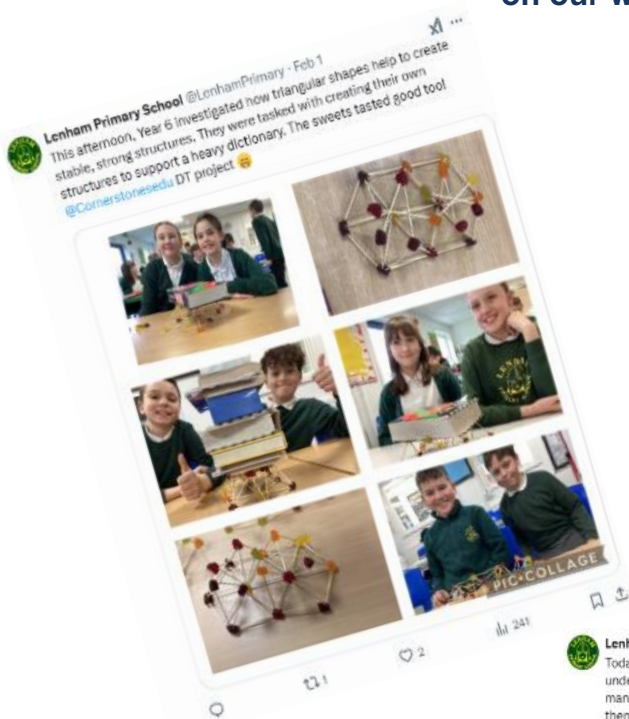 on our w
Lenham Primary School @LenhamPrimary · Feb 1
This afternoon, Year 6 investigated how triangular shapes help to create
stable, strong structures. They were tasked with creating their own
structures to support a heavy dictionary. The sweets tasted good too!
@Cornerstonesedu DT project 😁
LENHAM
PIC•COLLAGE
1
2
241
Lenh
Toda
unde
man
then